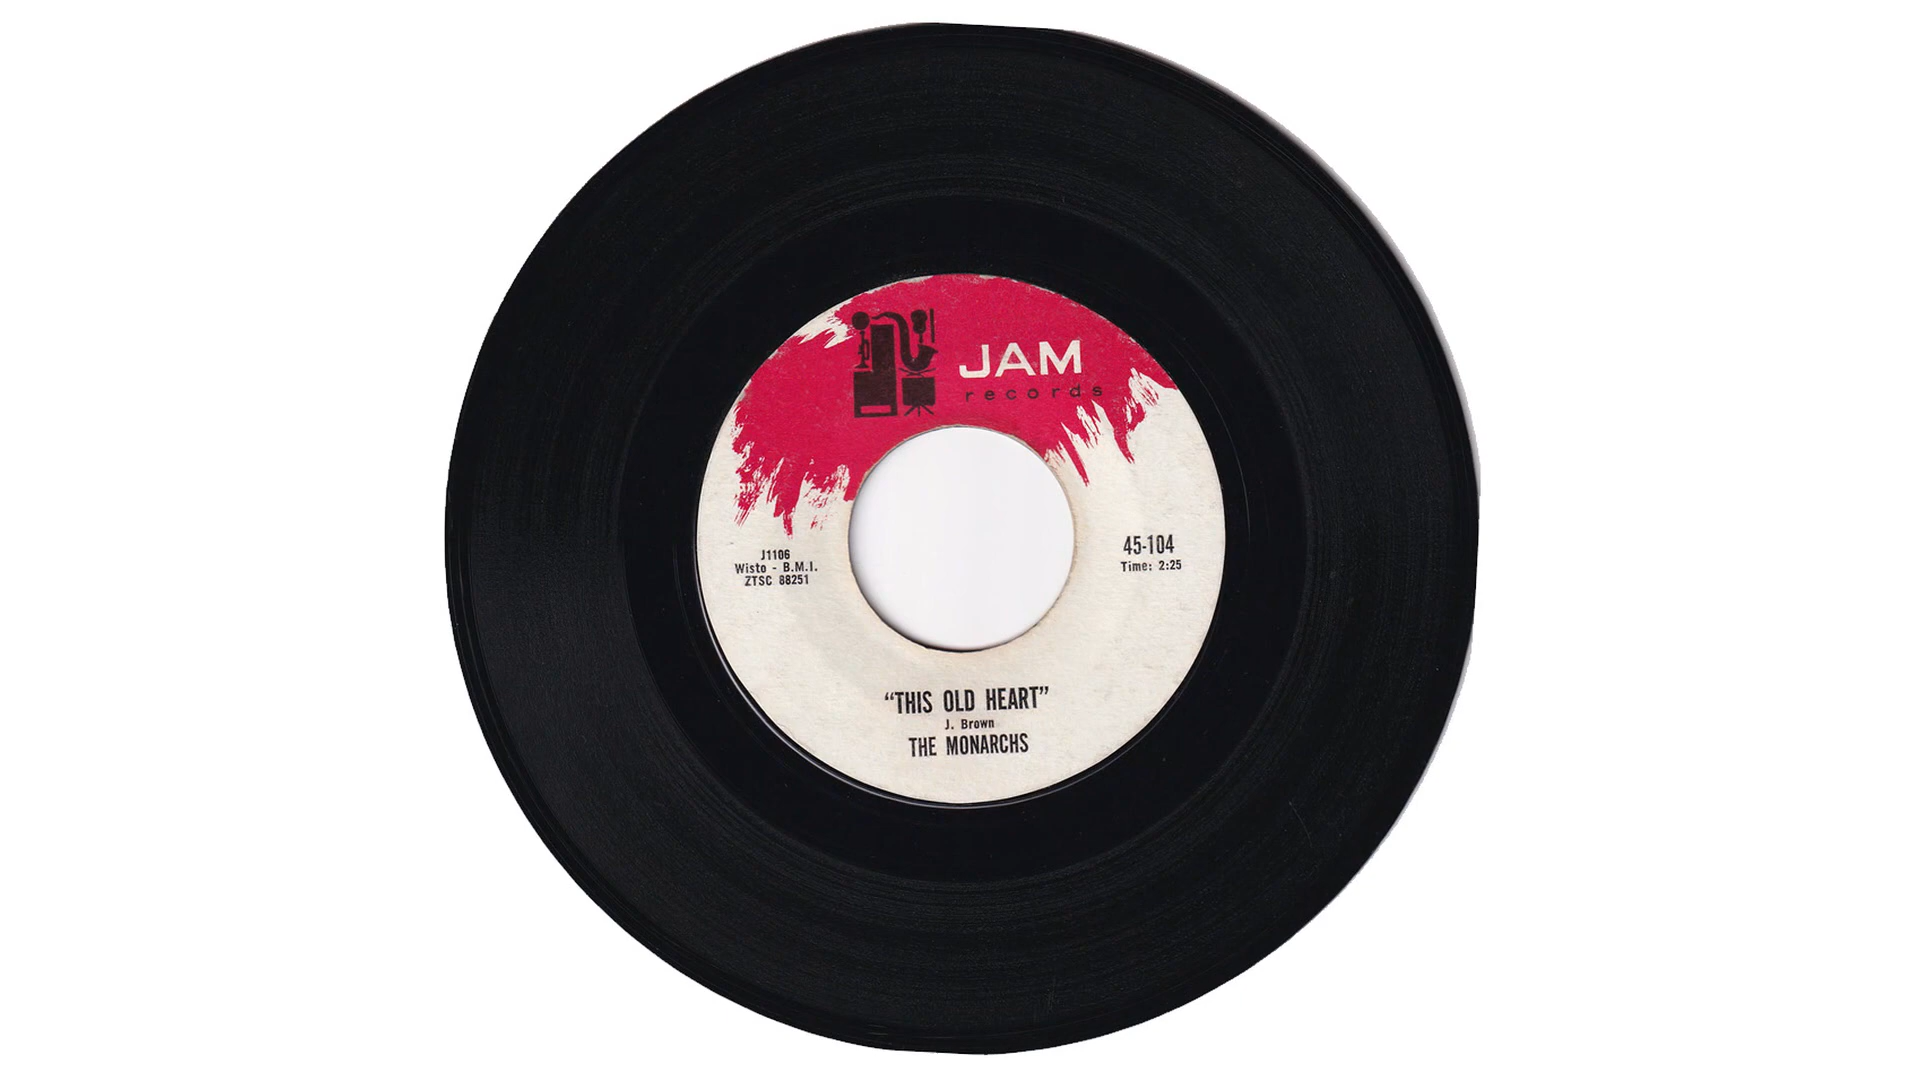 JAM
records
J1106
Wisto - B.M.I.
ZTSC 88251
45-104
Time: 2:25
“THIS OLD HEART”
J. Brown
THE MONARCHS